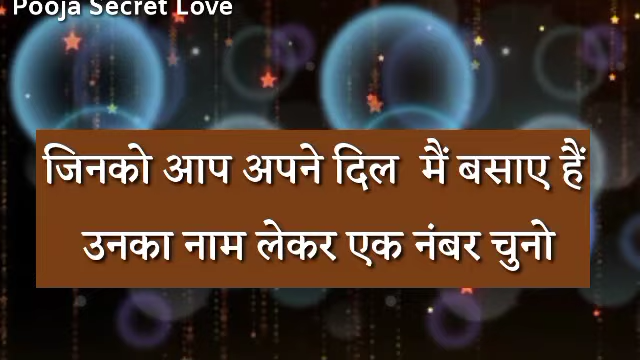 Pooja Secret Love
जिनको आप अपने दिल मैं बसाए हैं
उनका नाम लेकर एक नंबर चुनो